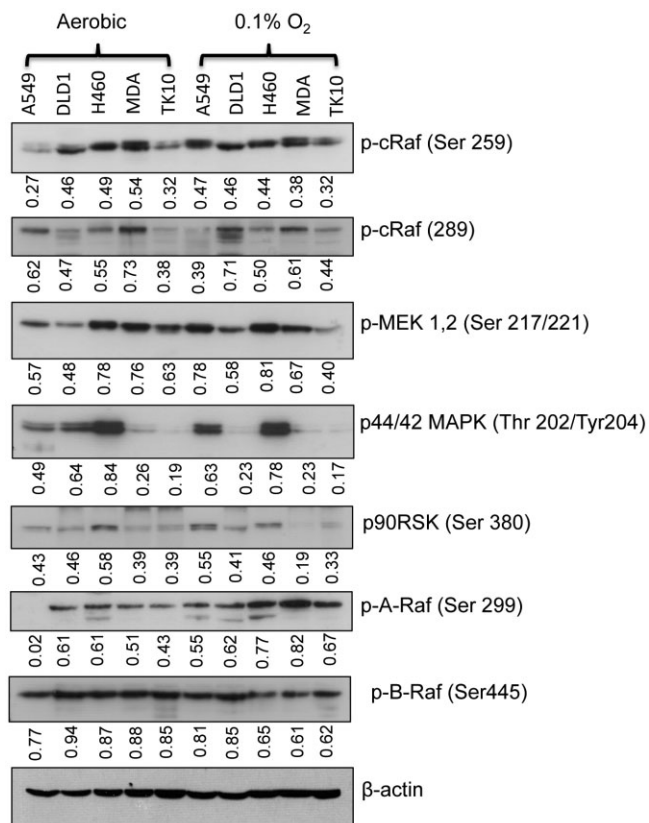 Aerobic 0.1% O₂
A549 DLD1 H460 MDA TK10 A549 DLD1 H460 MDA TK10
p-cRaf (Ser 259)
0.27 0.46 0.49 0.54 0.32 0.47 0.46 0.44 0.38 0.32
p-cRaf (289)
0.62 0.47 0.55 0.73 0.38 0.39 0.71 0.50 0.61 0.44
p-MEK 1,2 (Ser 217/221)
0.57 0.48 0.78 0.76 0.63 0.78 0.58 0.81 0.67 0.40
p44/42 MAPK (Thr 202/Tyr204)
0.49 0.64 0.84 0.26 0.19 0.63 0.23 0.78 0.23 0.17
p90RSK (Ser 380)
0.43 0.46 0.58 0.39 0.39 0.55 0.41 0.46 0.19 0.33
p-A-Raf (Ser 299)
0.02 0.61 0.61 0.51 0.43 0.55 0.62 0.77 0.82 0.67
p-B-Raf (Ser445)
0.77 0.94 0.87 0.88 0.85 0.81 0.85 0.65 0.61 0.62
β-actin